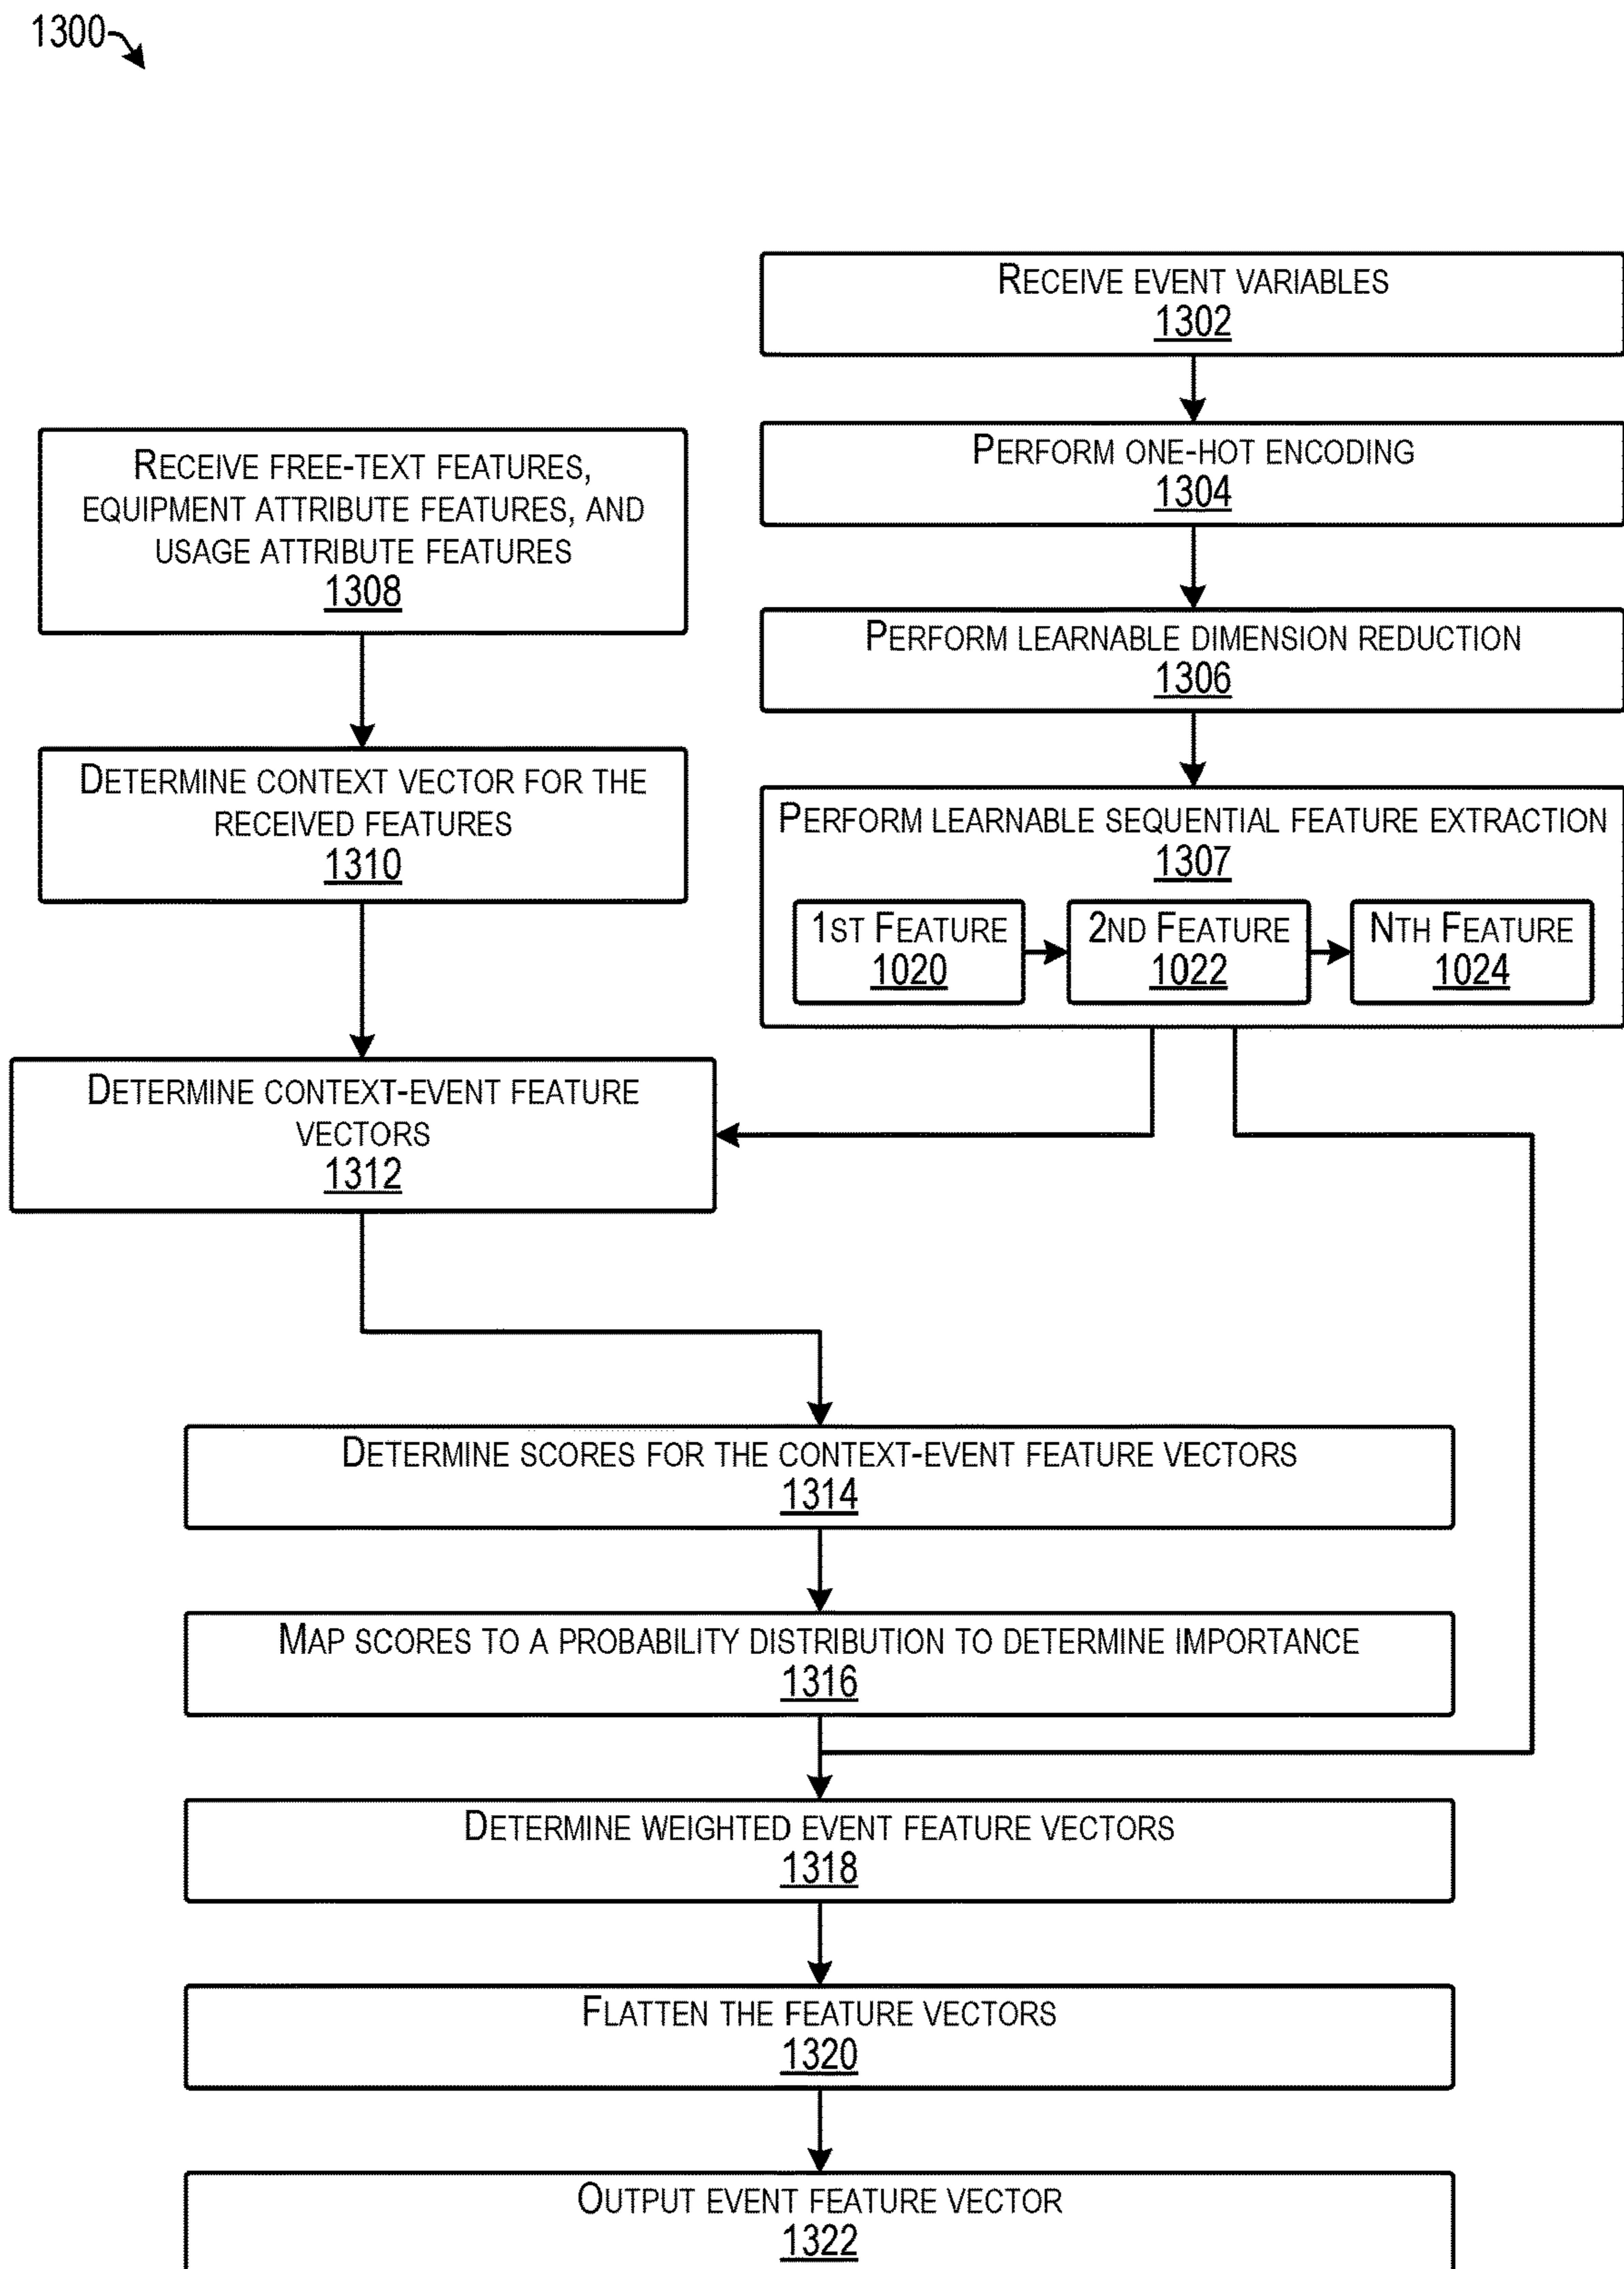 1300
RECEIVE EVENT VARIABLES
1302
PERFORM ONE-HOT ENCODING
1304
PERFORM LEARNABLE DIMENSION REDUCTION
1306
PERFORM LEARNABLE SEQUENTIAL FEATURE EXTRACTION
1307
1ST FEATURE
1020
2ND FEATURE
1022
NTH FEATURE
1024
RECEIVE FREE-TEXT FEATURES,
EQUIPMENT ATTRIBUTE FEATURES, AND
USAGE ATTRIBUTE FEATURES
1308
DETERMINE CONTEXT VECTOR FOR THE
RECEIVED FEATURES
1310
DETERMINE CONTEXT-EVENT FEATURE
VECTORS
1312
DETERMINE SCORES FOR THE CONTEXT-EVENT FEATURE VECTORS
1314
MAP SCORES TO A PROBABILITY DISTRIBUTION TO DETERMINE IMPORTANCE
1316
DETERMINE WEIGHTED EVENT FEATURE VECTORS
1318
FLATTEN THE FEATURE VECTORS
1320
OUTPUT EVENT FEATURE VECTOR
1322